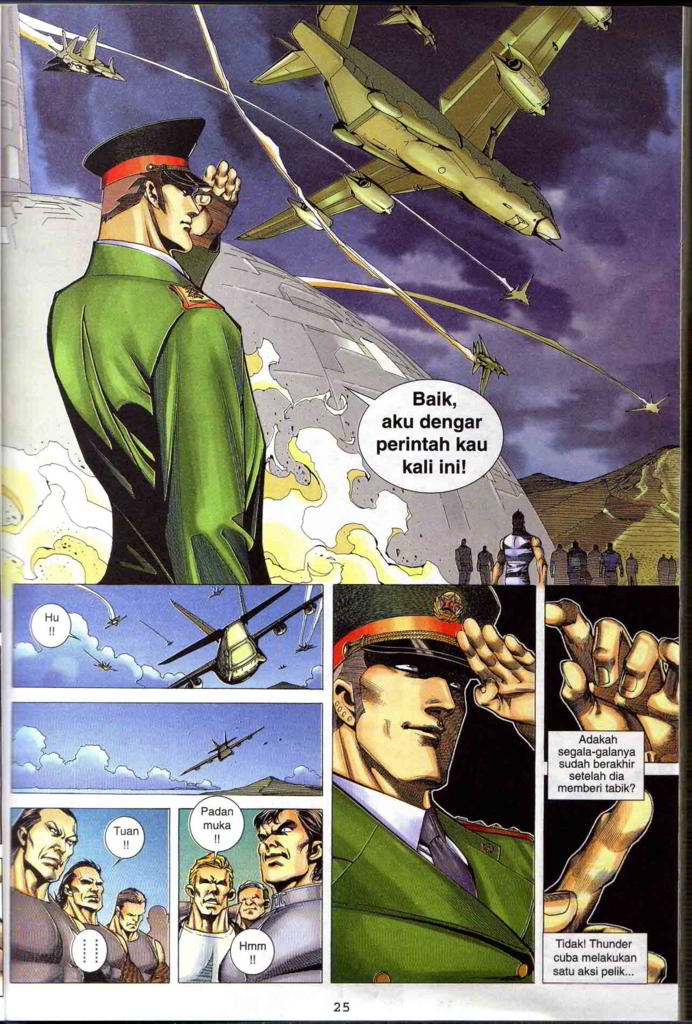 Baik,
aku dengar
perintah kau
kali ini!
Hu
!!
Tuan
!!
Padan
muka
!!
Hmm
!!
Adakah
segala-galanya
sudah berakhir
setelah dia
memberi tabik?
Tidak! Thunder
cuba melakukan
satu aksi pelik...
25